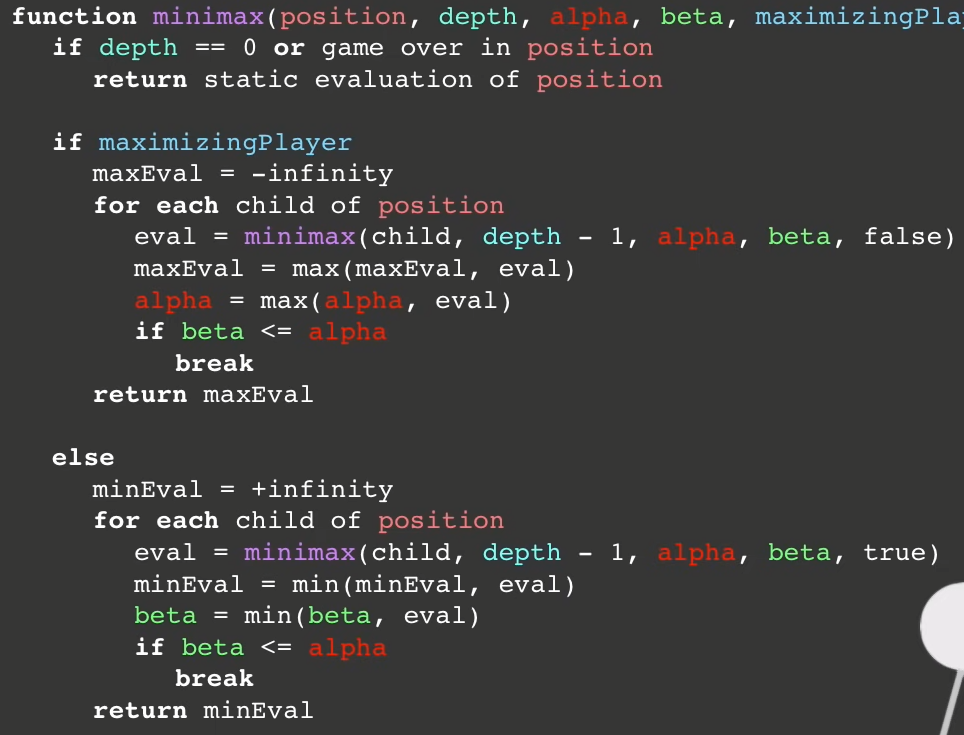 function minimax(position, depth, alpha, beta, maximizingPla
if depth == 0 or game over in position
return static evaluation of position
if maximizingPlayer
maxEval = -infinity
for each child of position
eval = minimax(child, depth - 1, alpha, beta, false)
maxEval = max(maxEval, eval)
alpha = max(alpha, eval)
if beta <= alpha
break
return maxEval
else
minEval = +infinity
for each child of position
eval = minimax(child, depth - 1, alpha, beta, true)
minEval = min(minEval, eval)
beta = min(beta, eval)
if beta <= alpha
break
return minEval